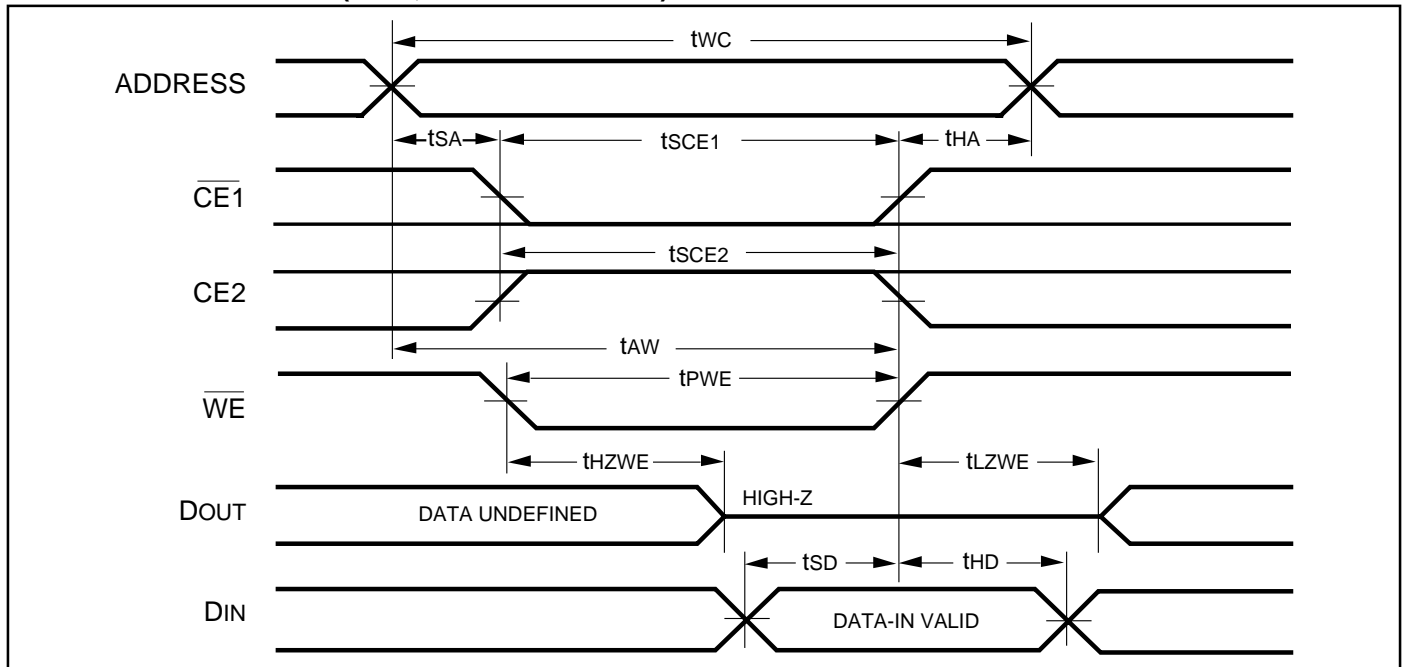 tWC
ADDRESS
tSA
tSCE1
tHA
CE1
tSCE2
CE2
tAW
tPWE
WE
tHZWE
tLZWE
DOUT
DATA UNDEFINED
HIGH-Z
tSD
tHD
DIN
DATA-IN VALID